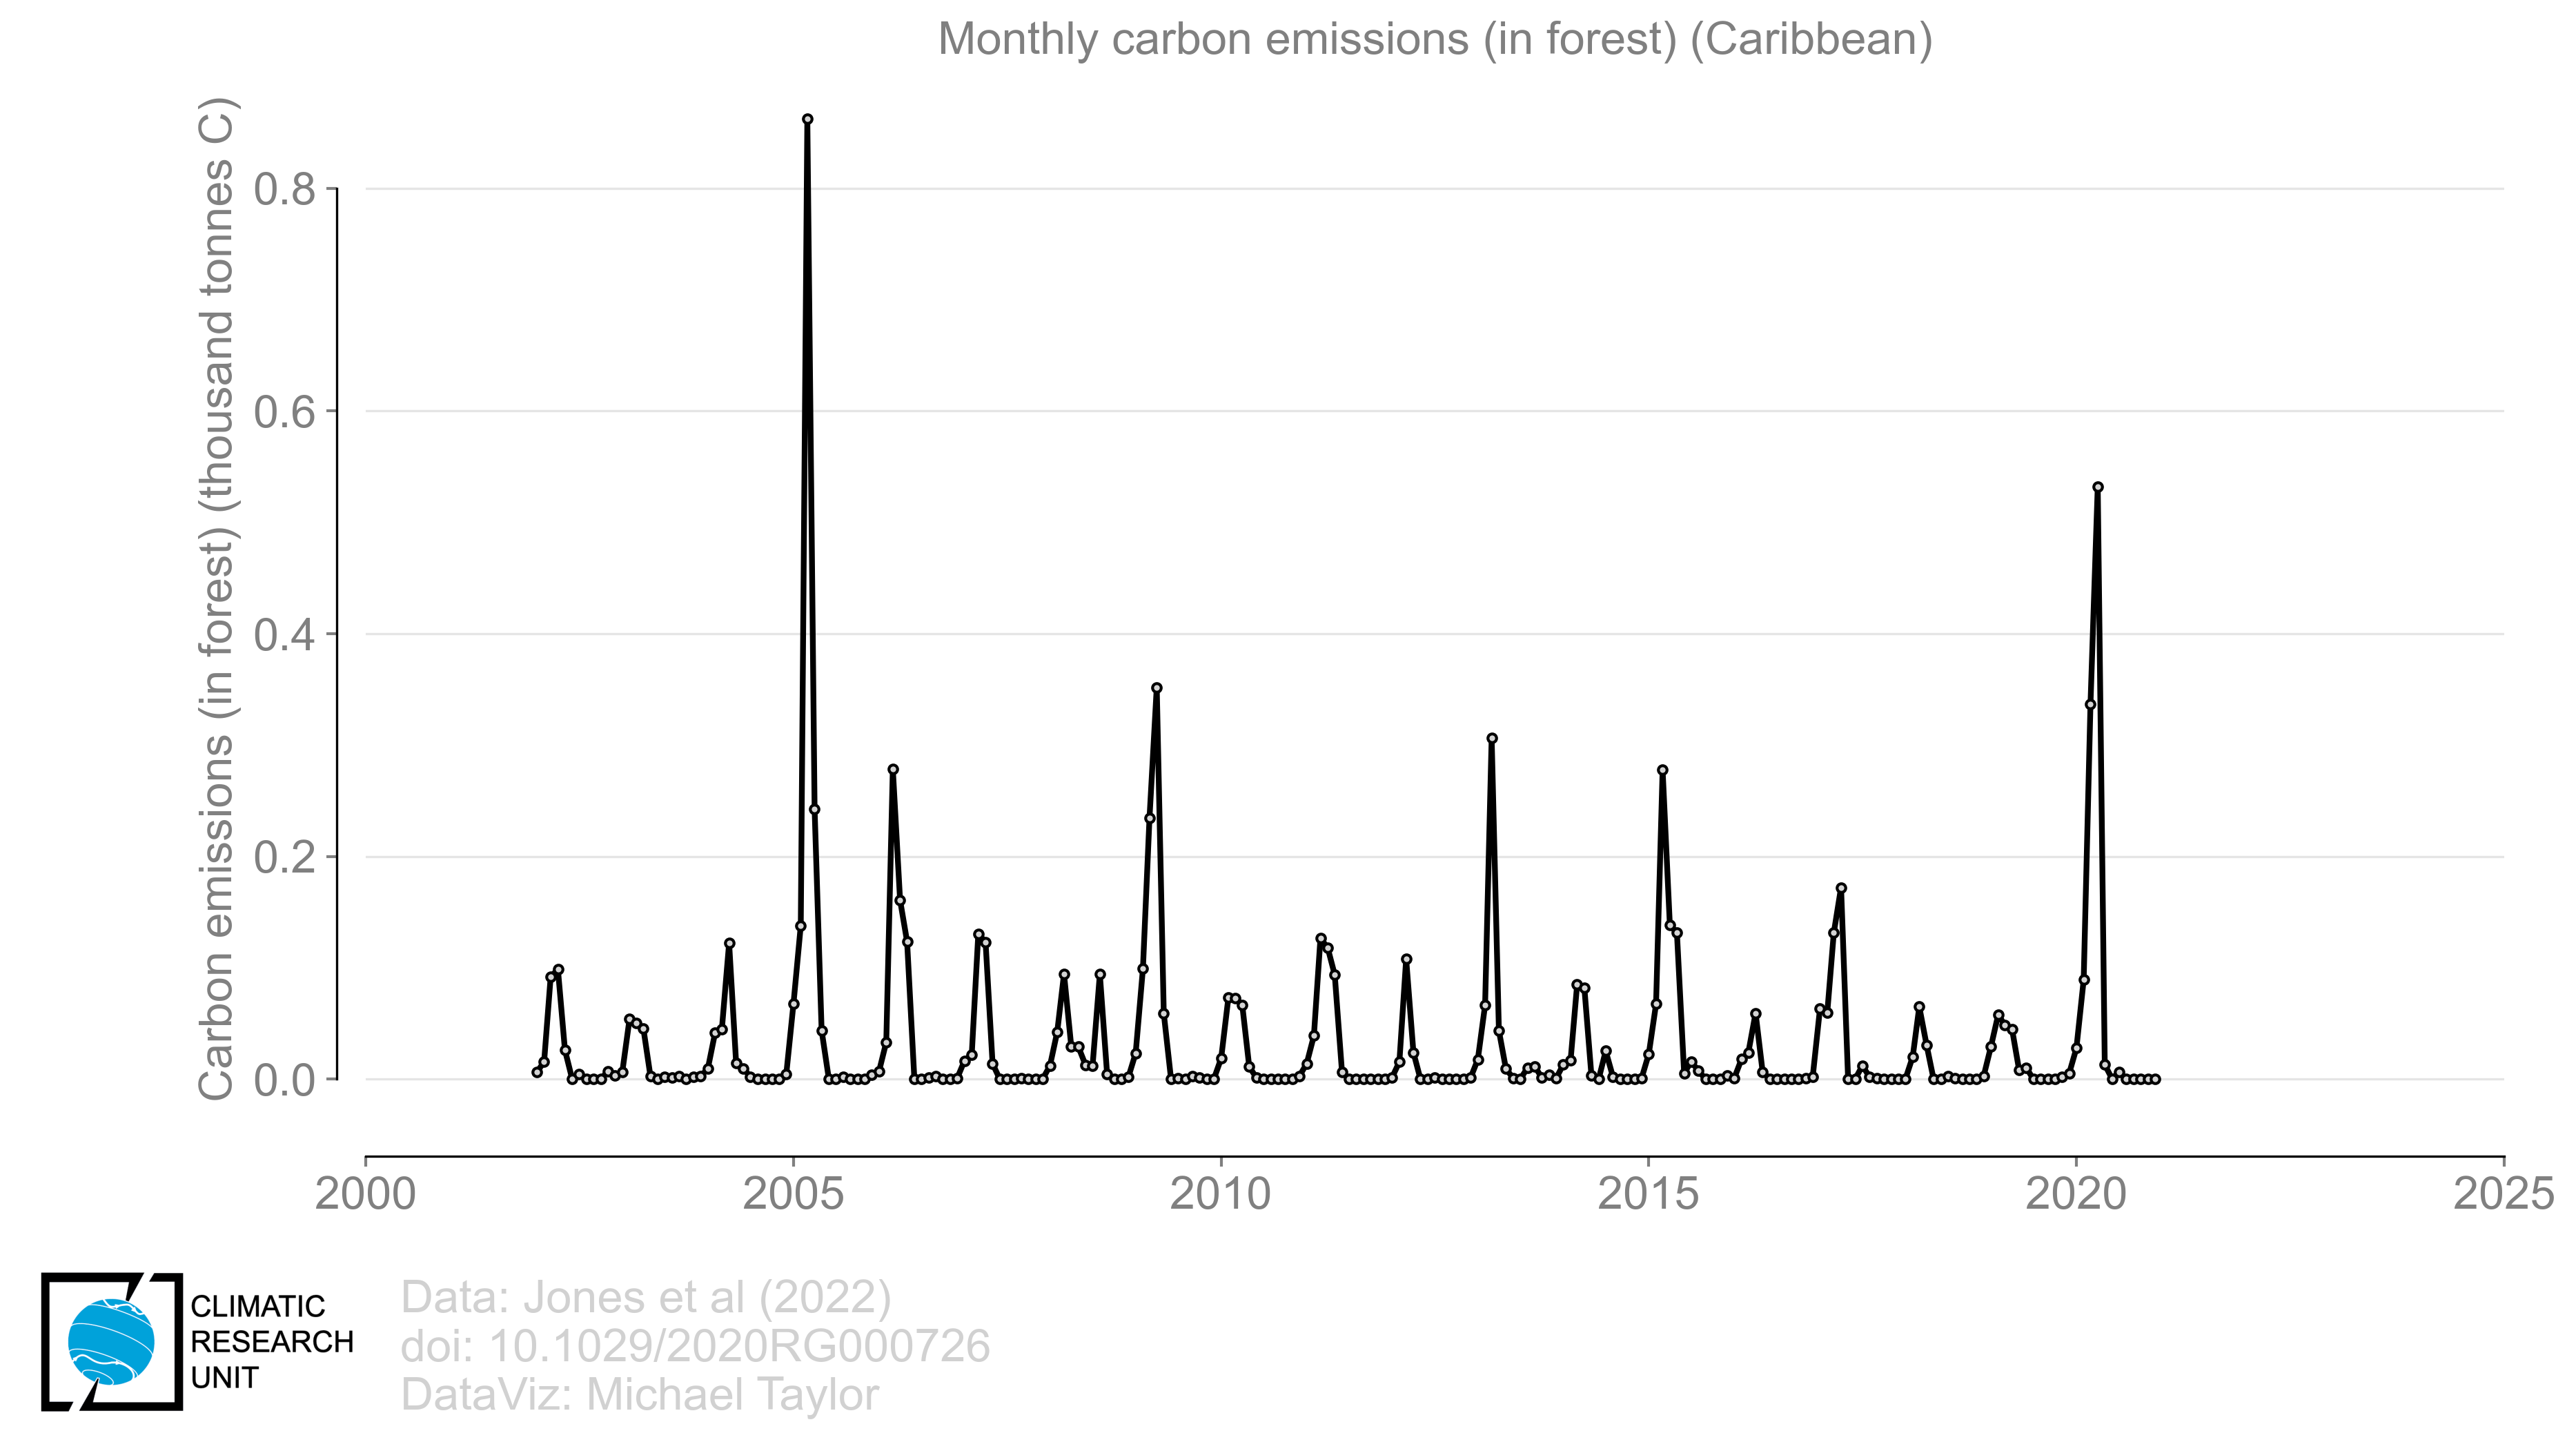 Monthly carbon emissions (in forest) (Caribbean)
Carbon emissions (in forest) (thousand tonnes C)
0.8
0.6
0.4
0.2
0.0
2000
2005
2010
2015
2020
2025
CLIMATIC
RESEARCH
UNIT
Data: Jones et al (2022)
doi: 10.1029/2020RG000726
DataViz: Michael Taylor